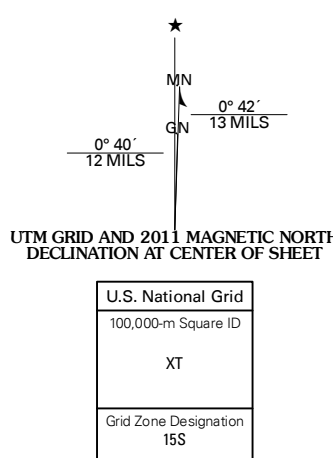 MN
0° 42´
GN
13 MILS
0° 40´
12 MILS
UTM GRID AND 2011 MAGNETIC NORTH
DECLINATION AT CENTER OF SHEET
U.S. National Grid
100,000-m Square ID
XT
Grid Zone Designation
15S